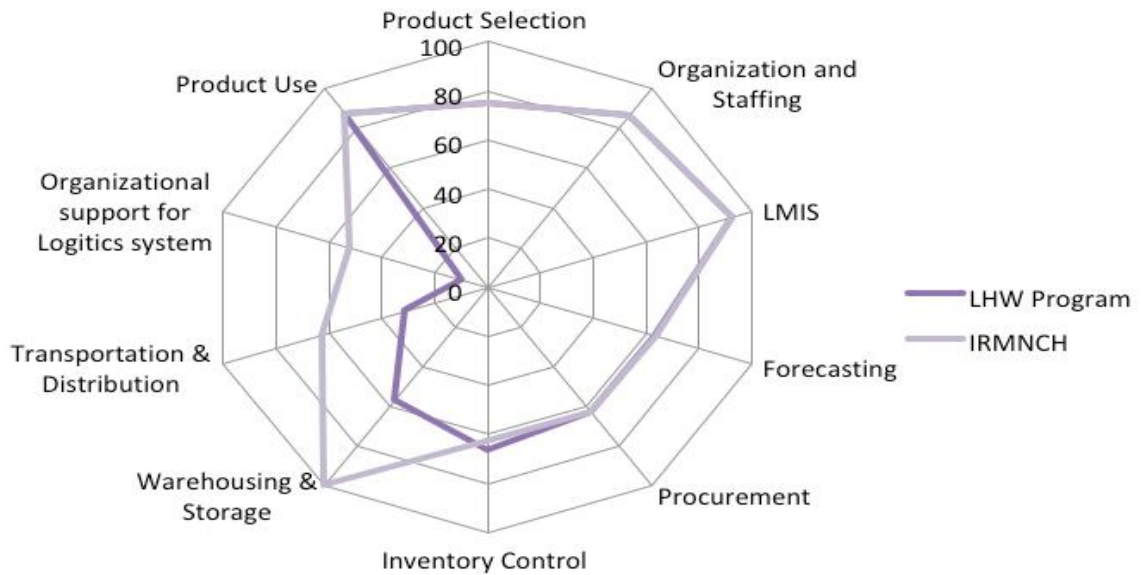 Product Selection
100
80
60
40
20
0
Organization and
Staffing
LMIS
Forecasting
Procurement
Inventory Control
Warehousing &
Storage
Transportation &
Distribution
Organizational
support for
Logitics system
Product Use
LHW Program
IRMNCH